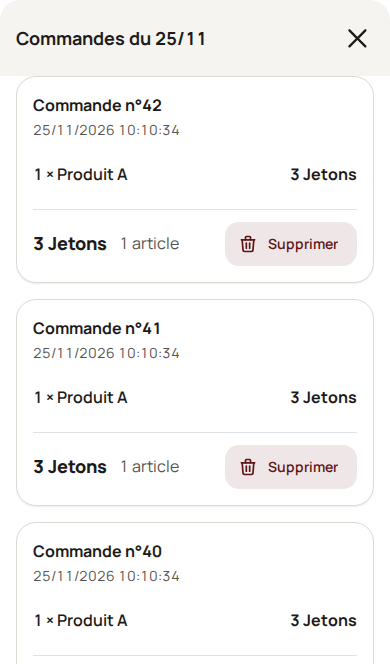 Commandes du 25/11
Commande n°42
25/11/2026 10:10:34
1 × Produit A 3 Jetons
3 Jetons 1 article Supprimer
Commande n°41
25/11/2026 10:10:34
1 × Produit A 3 Jetons
3 Jetons 1 article Supprimer
Commande n°40
25/11/2026 10:10:34
1 × Produit A 3 Jetons